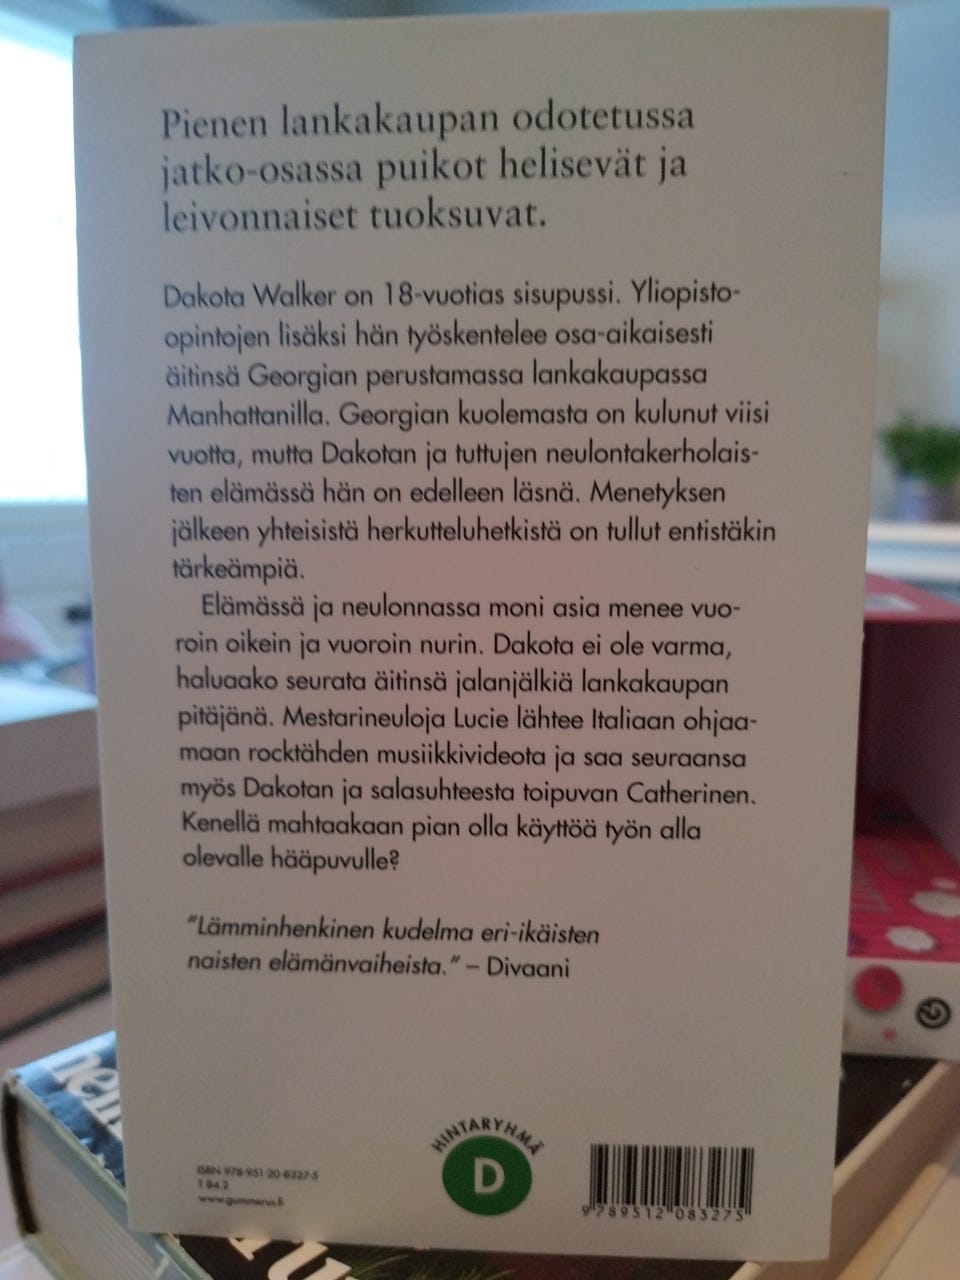 Pienen lankakaupan odotetussa
jatko-osassa puikot helisevät ja
leivonnaiset tuoksuvat.
Dakota Walker on 18-vuotias sisupussi. Yliopisto-
opintojen lisäksi hän työskentelee osa-aikaisesti
äitinsä Georgian perustamassa lankakaupassa
Manhattanilla. Georgian kuolemasta on kulunut viisi
vuotta, mutta Dakotan ja tuttujen neulontakerholais-
ten elämässä hän on edelleen läsnä. Menetyksen
jälkeen yhteisistä herkutteluhetkistä on tullut entistäkin
tärkeämpiä.
Elämässä ja neulonnassa moni asia menee vuo-
roin oikein ja vuoroin nurin. Dakota ei ole varma,
haluaako seurata äitinsä jalanjälkiä lankakaupan
pitäjänä. Mestarineuloja Lucie lähtee Italiaan ohjaa-
maan rocktähden musiikkivideota ja saa seuraansa
myös Dakotan ja salasuhteesta toipuvan Catherinen.
Kenellä mahtaakaan pian olla käyttöä työn alla
olevalle hääpuvulle?
"Lämminhenkinen kudelma eri-ikäisten
naisten elämänvaiheista." – Divaani
HINTARYHMÄ
D
ISBN 978-951-20-8327-5
T 84.2
www.gummerus.fi
9 789512 083275